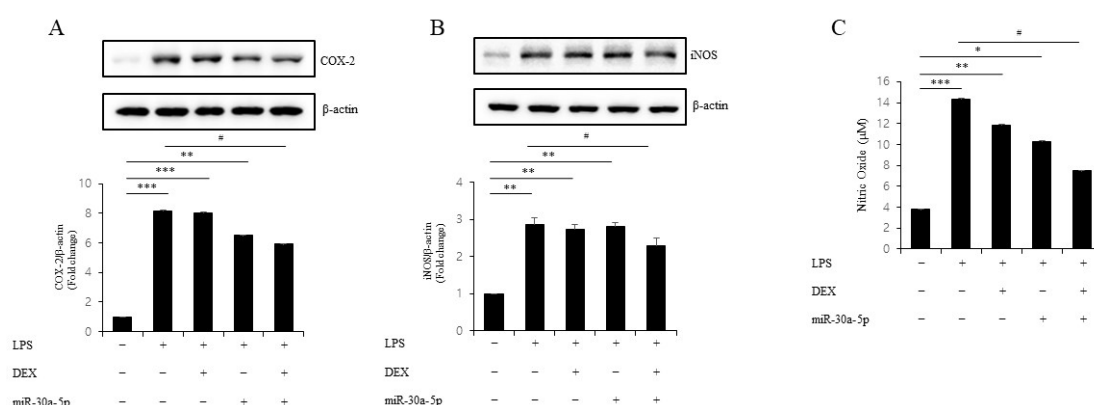 A
COX-2
β-actin
#
**
***
***
10
8
6
4
2
0
COX-2/β-actin
(Fold change)
LPS − + + + +
DEX − − + − +
miR-30a-5p − − − + +
B
iNOS
β-actin
#
**
**
**
4
3
2
1
0
iNOS/β-actin
(Fold change)
LPS − + + + +
DEX − − + − +
miR-30a-5p − − − + +
C
#
*
**
***
16
14
12
10
8
6
4
2
0
Nitric Oxide (μM)
LPS − + + + +
DEX − − + − +
miR-30a-5p − − − + +